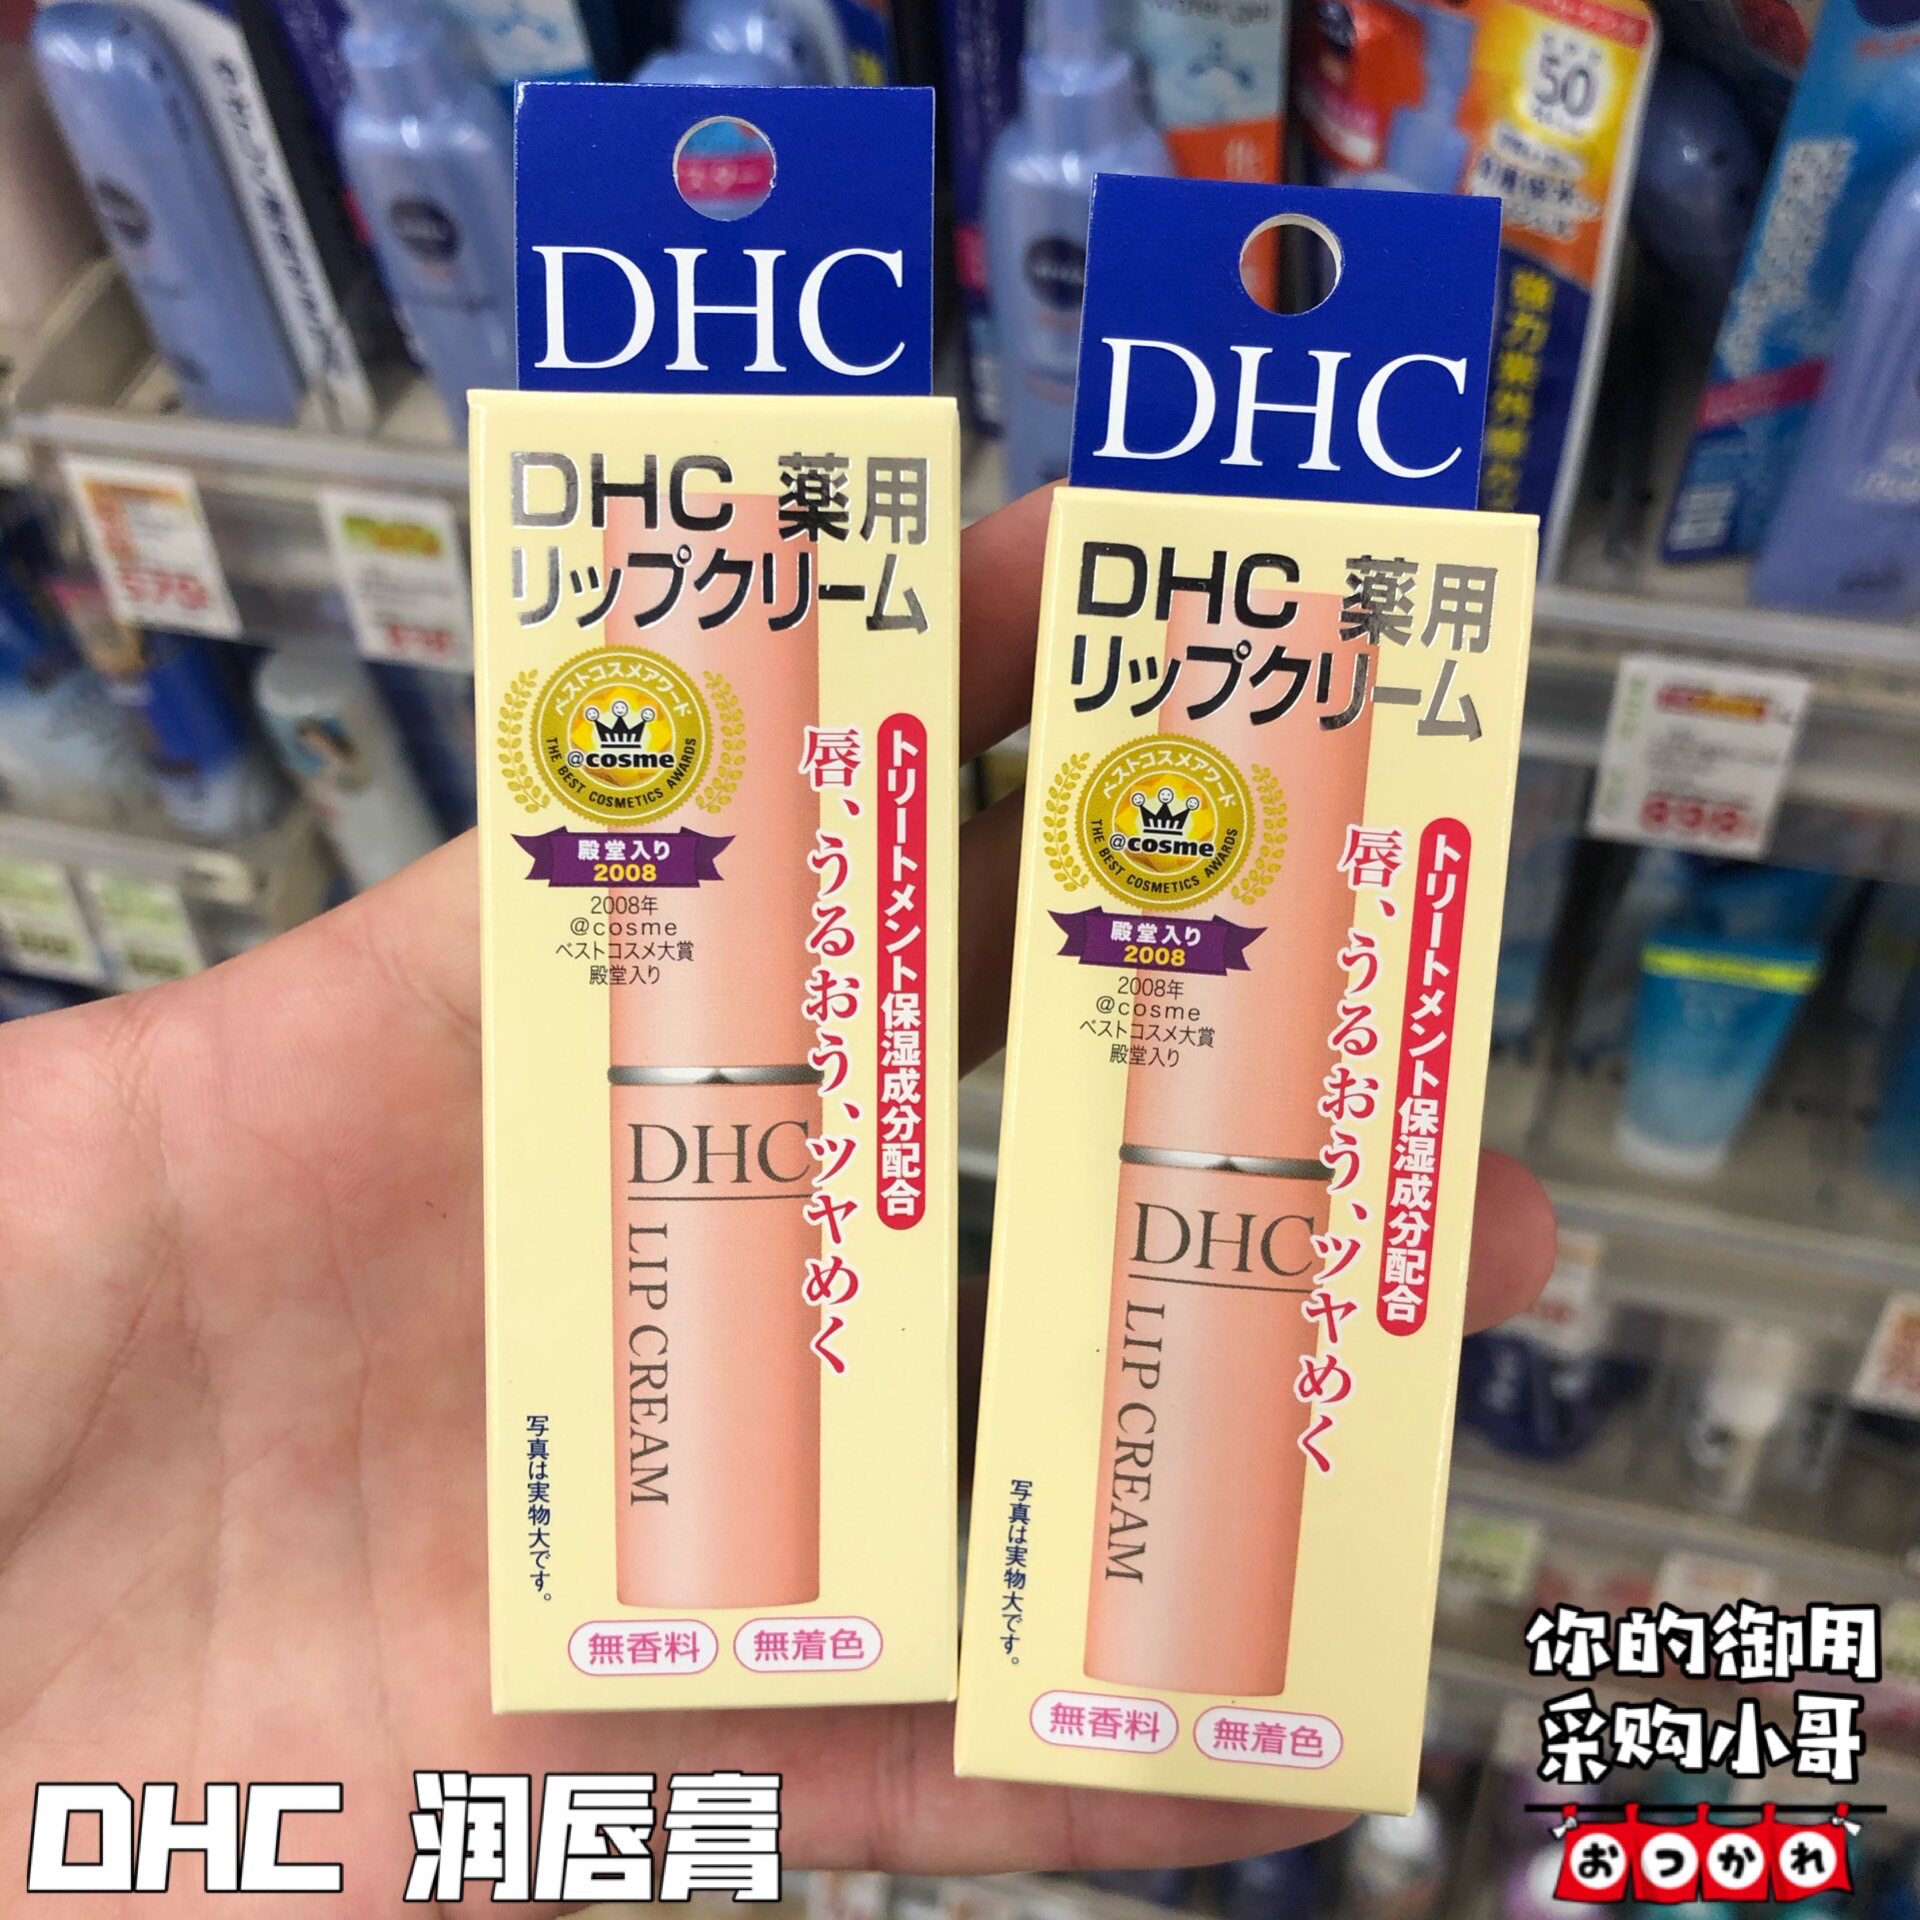 DHC
DHC 薬用
リップクリーム
ベストコスメアワード
@cosme
THE BEST COSMETICS AWARDS
殿堂入り
2008
2008年
@cosme
ベストコスメ大賞
殿堂入り
トリートメント保湿成分配合
唇、うるおう、ツヤめく
DHC
LIP CREAM
写真は実物大です。
無香料
無着色
DHC
DHC 薬用
リップクリーム
ベストコスメアワード
@cosme
THE BEST COSMETICS AWARDS
殿堂入り
2008
2008年
@cosme
ベストコスメ大賞
殿堂入り
トリートメント保湿成分配合
唇、うるおう、ツヤめく
DHC
LIP CREAM
写真は実物大です。
無香料
無着色
50
579
898
DHC 润唇膏
你的御用
采购小哥
おつかれ